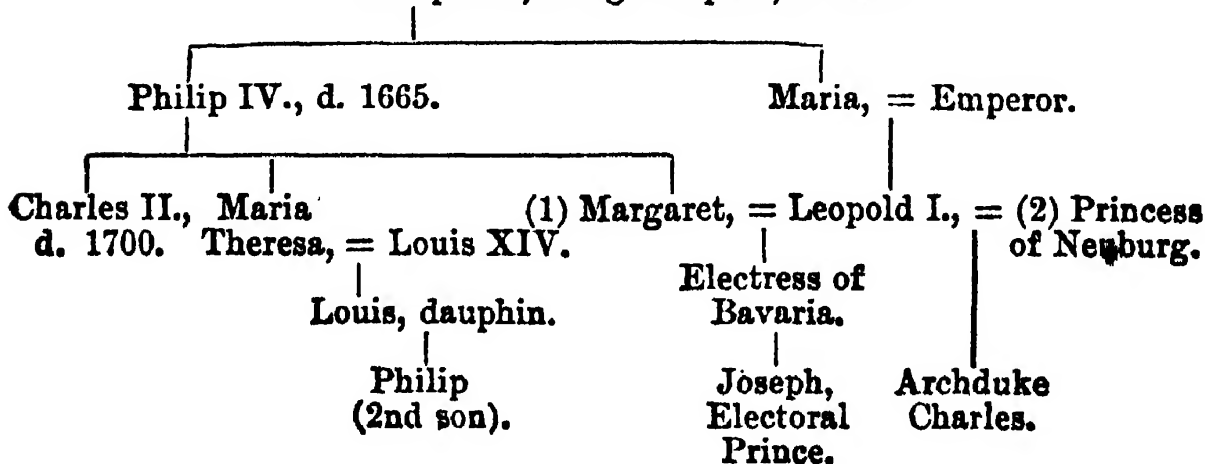 Philip IV., d. 1665. Maria, = Emperor.
Charles II., Maria (1) Margaret, = Leopold I., = (2) Princess
d. 1700. Theresa, = Louis XIV. of Neuburg.
Electress of
Louis, dauphin. Bavaria.
Philip Joseph, Archduke
(2nd son). Electoral Charles.
Prince.